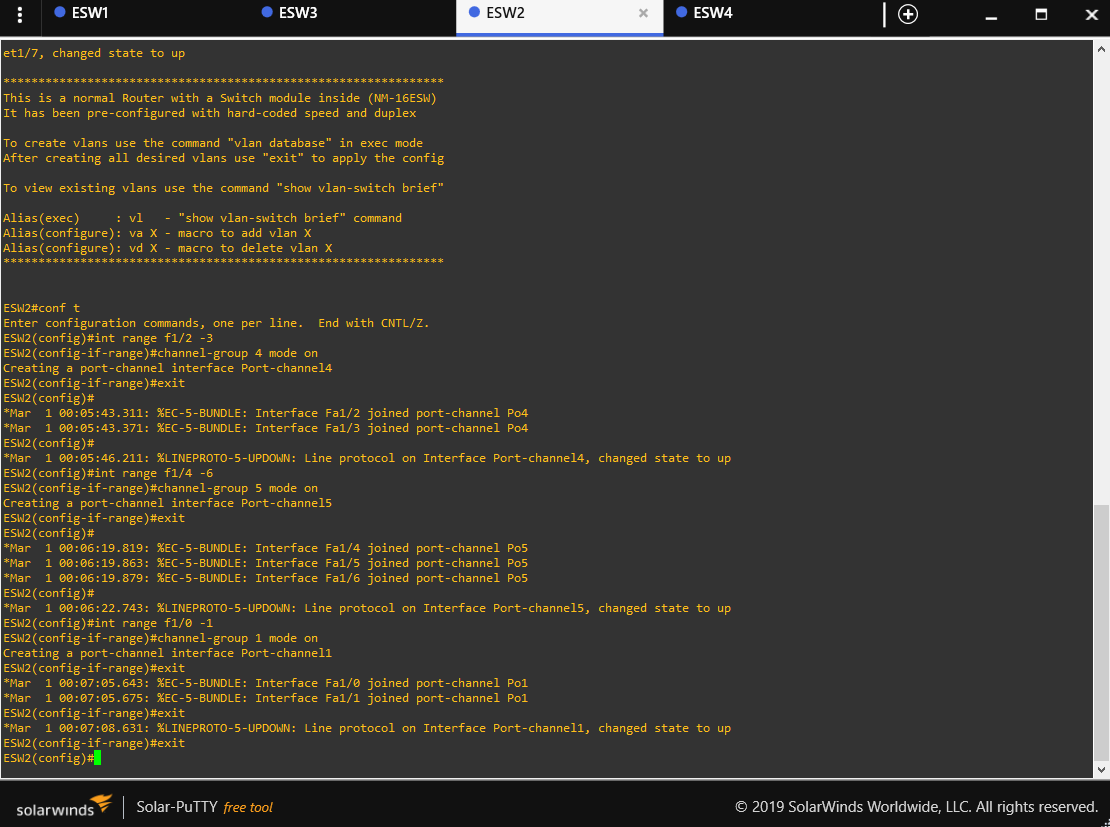 ESW1
ESW3
ESW2
ESW4
et1/7, changed state to up
***************************************************************
This is a normal Router with a Switch module inside (NM-16ESW)
It has been pre-configured with hard-coded speed and duplex
To create vlans use the command "vlan database" in exec mode
After creating all desired vlans use "exit" to apply the config
To view existing vlans use the command "show vlan-switch brief"
Alias(exec)     : vl   - "show vlan-switch brief" command
Alias(configure): va X - macro to add vlan X
Alias(configure): vd X - macro to delete vlan X
***************************************************************
ESW2#conf t
Enter configuration commands, one per line.  End with CNTL/Z.
ESW2(config)#int range f1/2 -3
ESW2(config-if-range)#channel-group 4 mode on
Creating a port-channel interface Port-channel4
ESW2(config-if-range)#exit
ESW2(config)#
*Mar  1 00:05:43.311: %EC-5-BUNDLE: Interface Fa1/2 joined port-channel Po4
*Mar  1 00:05:43.371: %EC-5-BUNDLE: Interface Fa1/3 joined port-channel Po4
ESW2(config)#
*Mar  1 00:05:46.211: %LINEPROTO-5-UPDOWN: Line protocol on Interface Port-channel4, changed state to up
ESW2(config)#int range f1/4 -6
ESW2(config-if-range)#channel-group 5 mode on
Creating a port-channel interface Port-channel5
ESW2(config-if-range)#exit
ESW2(config)#
*Mar  1 00:06:19.819: %EC-5-BUNDLE: Interface Fa1/4 joined port-channel Po5
*Mar  1 00:06:19.863: %EC-5-BUNDLE: Interface Fa1/5 joined port-channel Po5
*Mar  1 00:06:19.879: %EC-5-BUNDLE: Interface Fa1/6 joined port-channel Po5
ESW2(config)#
*Mar  1 00:06:22.743: %LINEPROTO-5-UPDOWN: Line protocol on Interface Port-channel5, changed state to up
ESW2(config)#int range f1/0 -1
ESW2(config-if-range)#channel-group 1 mode on
Creating a port-channel interface Port-channel1
ESW2(config-if-range)#exit
*Mar  1 00:07:05.643: %EC-5-BUNDLE: Interface Fa1/0 joined port-channel Po1
*Mar  1 00:07:05.675: %EC-5-BUNDLE: Interface Fa1/1 joined port-channel Po1
ESW2(config-if-range)#exit
*Mar  1 00:07:08.631: %LINEPROTO-5-UPDOWN: Line protocol on Interface Port-channel1, changed state to up
ESW2(config-if-range)#exit
ESW2(config)#
solarwinds
Solar-PuTTY free tool
© 2019 SolarWinds Worldwide, LLC. All rights reserved.